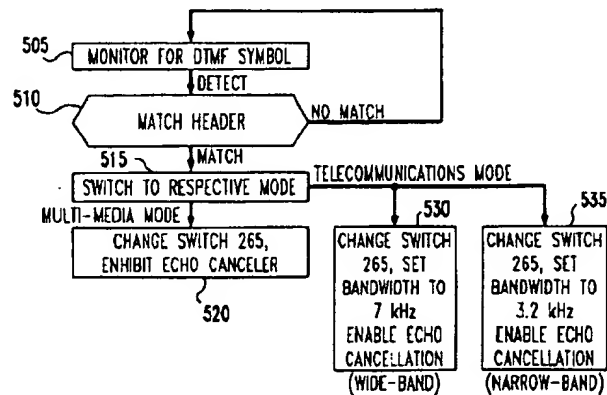 505
MONITOR FOR DTMF SYMBOL
DETECT
510
MATCH HEADER
NO MATCH
515
MATCH
SWITCH TO RESPECTIVE MODE
TELECOMMUNICATIONS MODE
MULTI-MEDIA MODE
CHANGE SWITCH 265,
ENHIBIT ECHO CANCELER
520
530
CHANGE SWITCH
265, SET
BANDWIDTH TO
7 kHz
ENABLE ECHO
CANCELLATION
(WIDE-BAND)
535
CHANGE SWITCH
265, SET
BANDWIDTH TO
3.2 kHz
ENABLE ECHO
CANCELLATION
(NARROW-BAND)